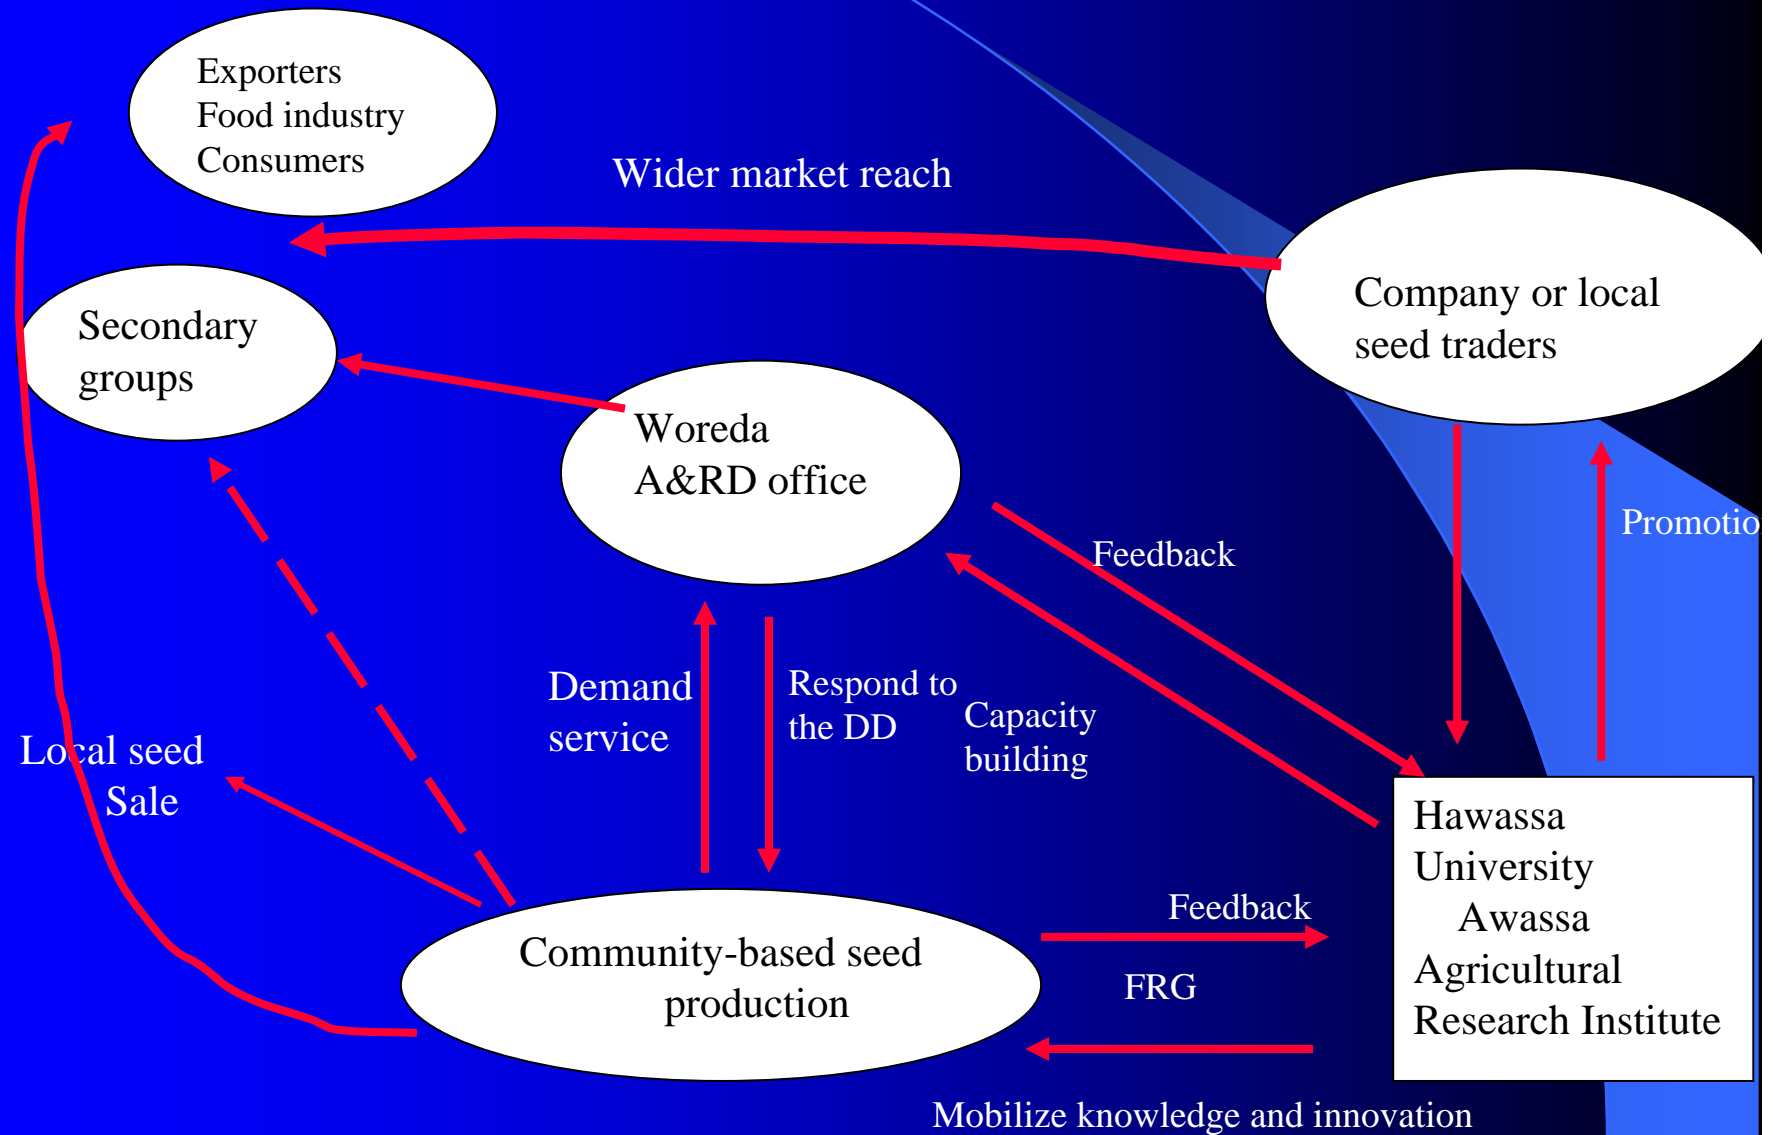 Exporters
Food industry
Consumers
Wider market reach
Company or local
seed traders
Secondary
groups
Woreda
A&RD office
Promotio
Feedback
Demand
service
Respond to
the DD
Capacity
building
Local seed
Sale
Hawassa
University
Awassa
Agricultural
Research Institute
Feedback
Community-based seed
production
FRG
Mobilize knowledge and innovation